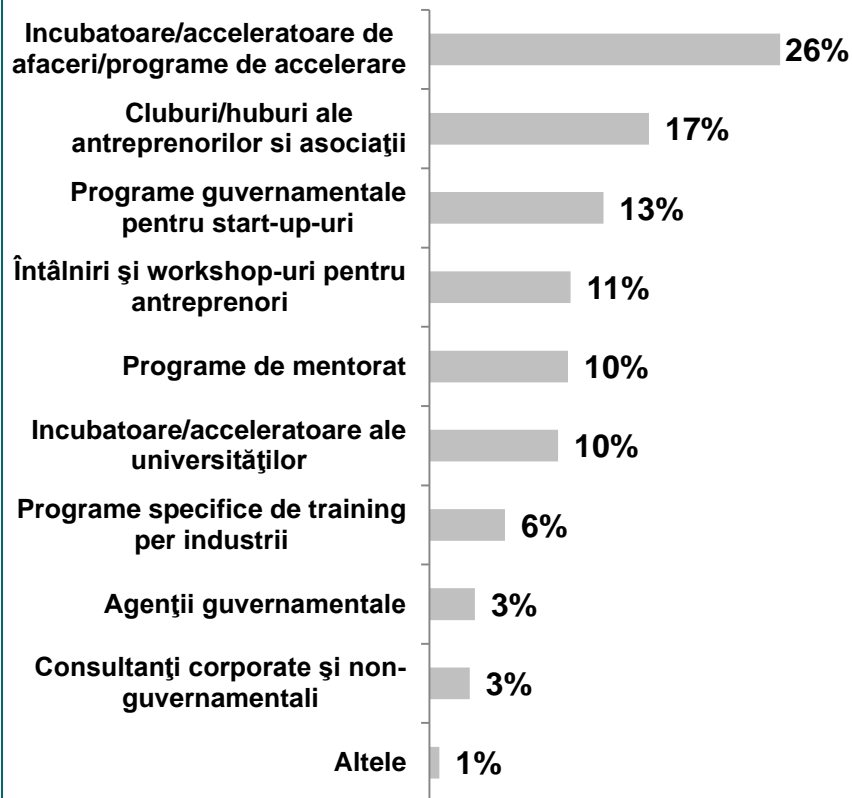 Incubatoare/acceleratoare de
afaceri/programe de accelerare
26%
Cluburi/huburi ale
antreprenorilor si asociaţii
17%
Programe guvernamentale
pentru start-up-uri
13%
Întâlniri şi workshop-uri pentru
antreprenori
11%
Programe de mentorat
10%
Incubatoare/acceleratoare ale
universităţilor
10%
Programe specifice de training
per industrii
6%
Agenţii guvernamentale
3%
Consultanţi corporate şi non-
guvernamentali
3%
Altele
1%